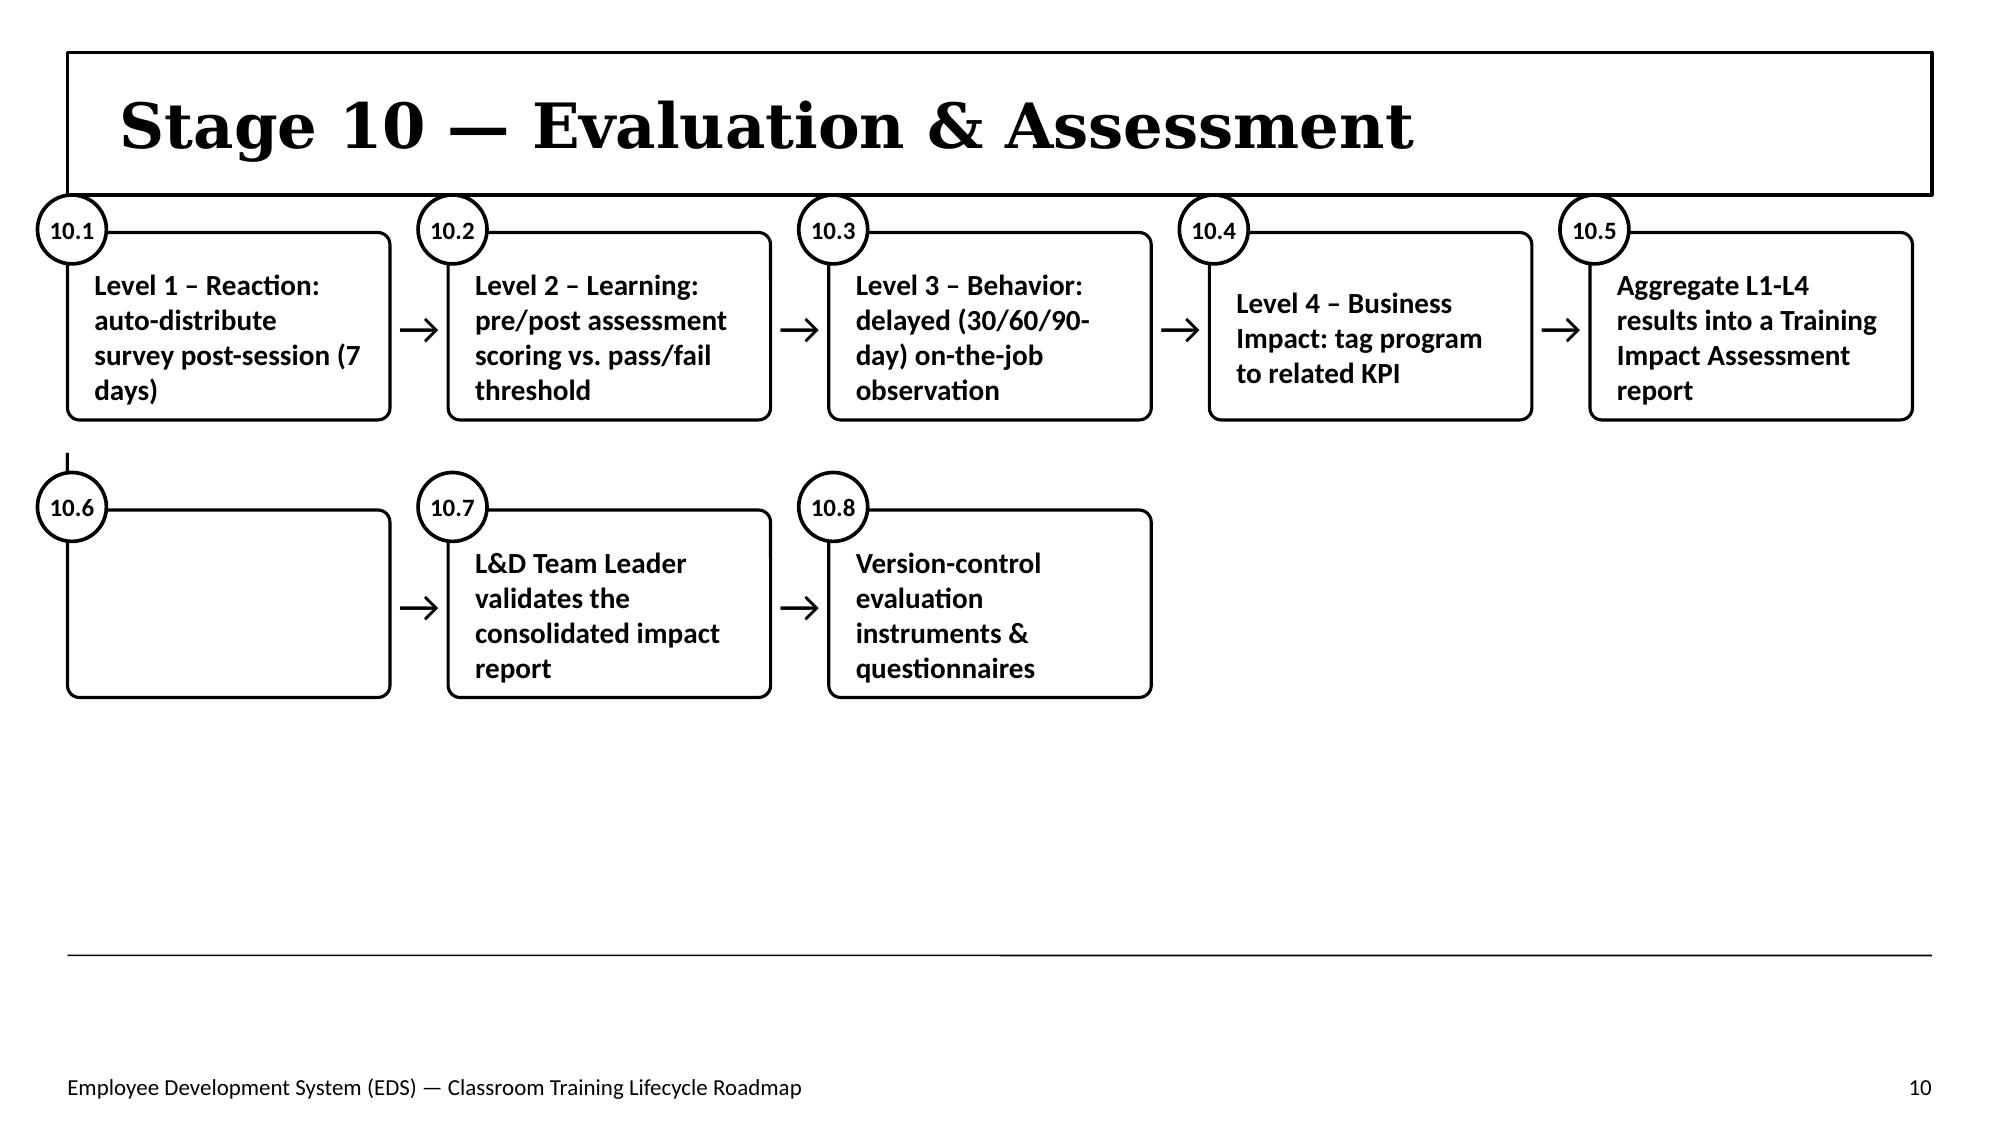 Stage 10 — Evaluation & Assessment
10.1
Level 1 – Reaction:
auto-distribute
survey post-session (7
days)
→
10.2
Level 2 – Learning:
pre/post assessment
scoring vs. pass/fail
threshold
→
10.3
Level 3 – Behavior:
delayed (30/60/90-
day) on-the-job
observation
→
10.4
Level 4 – Business
Impact: tag program
to related KPI
→
10.5
Aggregate L1-L4
results into a Training
Impact Assessment
report
10.6
→
10.7
L&D Team Leader
validates the
consolidated impact
report
→
10.8
Version-control
evaluation
instruments &
questionnaires
Employee Development System (EDS) — Classroom Training Lifecycle Roadmap
10